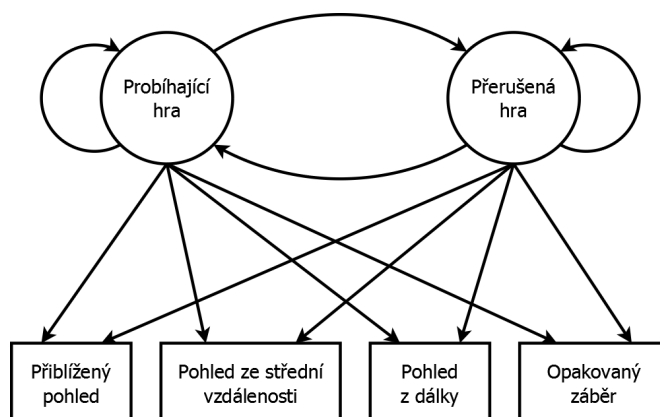 Probíhající
hra
Přerušená
hra
Přiblížený
pohled
Pohled ze střední
vzdálenosti
Pohled
z dálky
Opakovaný
záběr